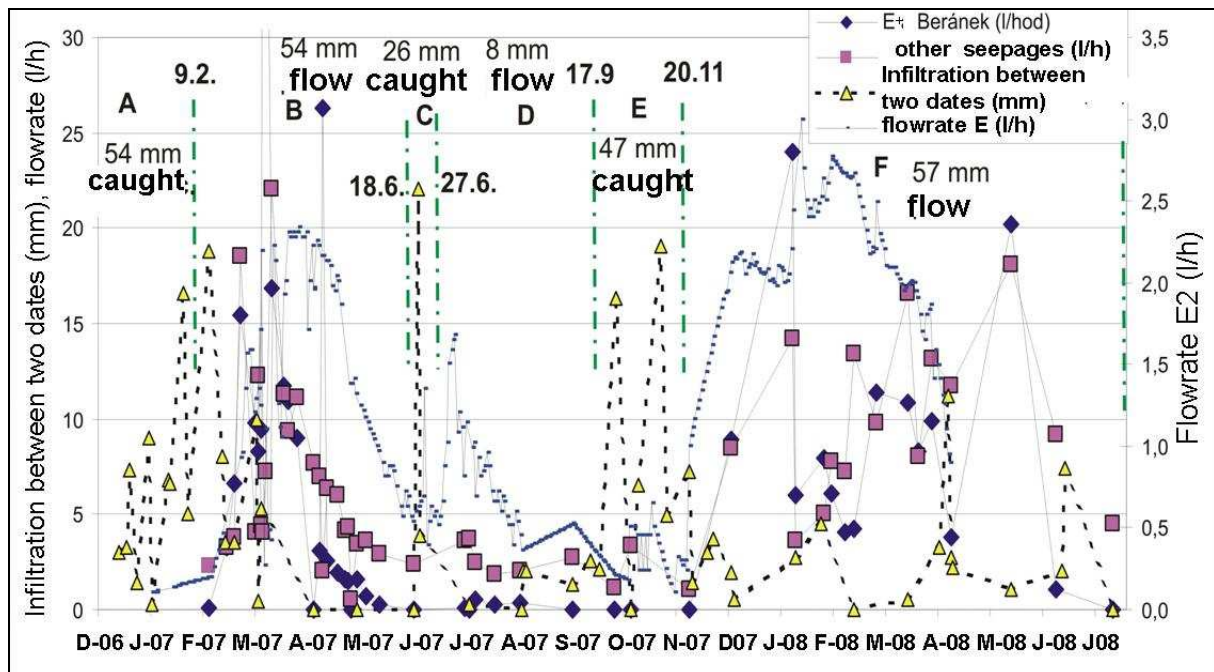 Infiltration between two dates (mm), flowrate (l/h)
30
25
20
15
10
5
0
A
54 mm
caught
9.2.
54 mm
flow
B
18.6.
26 mm
caught
C
27.6.
8 mm
flow
D
17.9
E
47 mm
caught
20.11
F
57 mm
flow
E+ Beránek (l/hod)
other seepages (l/h)
Infiltration between
two dates (mm)
flowrate E (l/h)
3,5
3,0
2,5
2,0
1,5
1,0
0,5
0,0
Flowrate E2 (l/h)
D-06 J-07 F-07 M-07 A-07 M-07 J-07 J-07 A-07 S-07 O-07 N-07 D07 J-08 F-08 M-08 A-08 M-08 J-08 J08